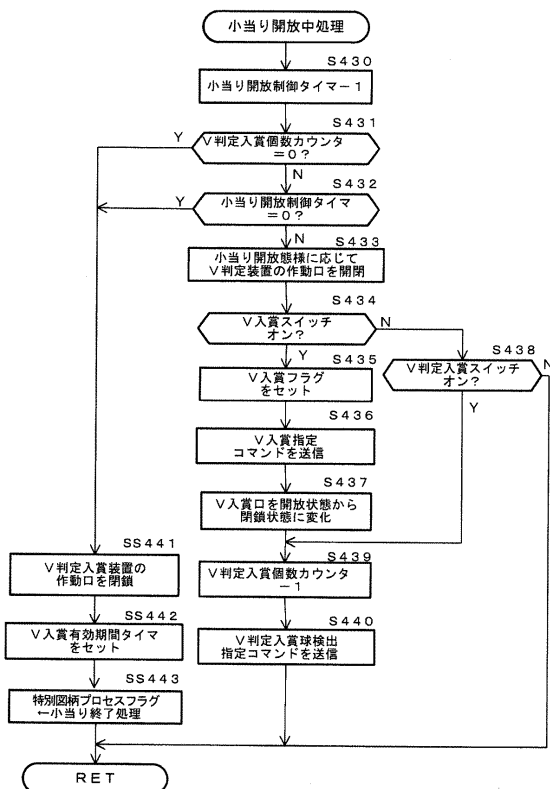 小当り開放中処理
S430
小当り開放制御タイマー1
S431
Y
V判定入賞個数カウンタ
=0?
N
S432
Y
小当り開放制御タイマ
=0?
N
S433
小当り開放態様に応じて
V判定装置の作動口を開閉
S434
V入賞スイッチ
オン?
N
Y
S435
S438
V入賞フラグ
をセット
V判定入賞スイッチ
オン?
N
Y
S436
V入賞指定
コマンドを送信
S437
V入賞口を開放状態から
閉鎖状態に変化
S439
V判定入賞個数カウンタ
-1
S440
V判定入賞球検出
指定コマンドを送信
SS441
V判定入賞装置の
作動口を閉鎖
SS442
V入賞有効期間タイマ
をセット
SS443
特別図柄プロセスフラグ
←小当り終了処理
RET